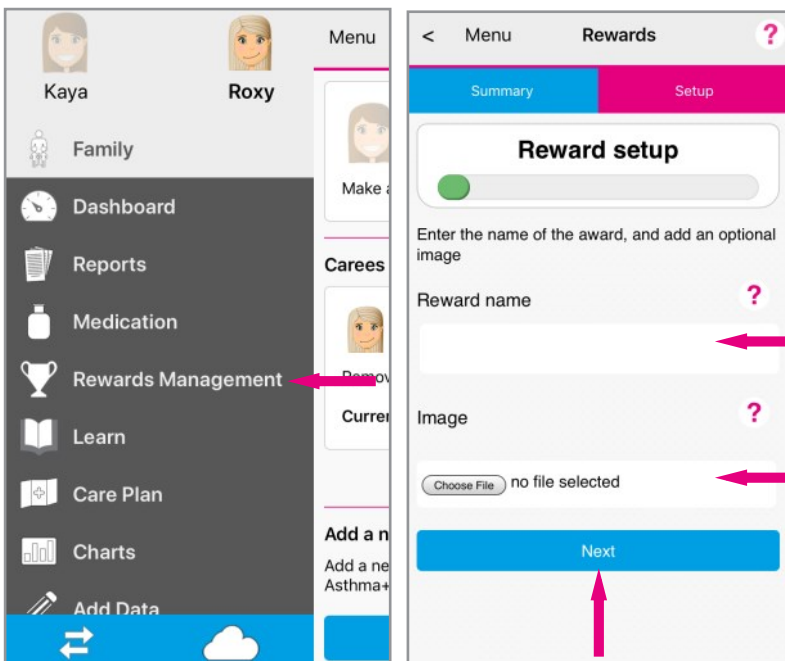 Kaya
Roxy
Family
Dashboard
Reports
Medication
Rewards Management
Learn
Care Plan
Charts
Add Data
Menu
Make a
Carees
Remov
Curren
Add a n
Add a ne
Asthma+
< Menu Rewards ?
Summary Setup
Reward setup
Enter the name of the award, and add an optional
image
Reward name ?
Image ?
Choose File no file selected
Next